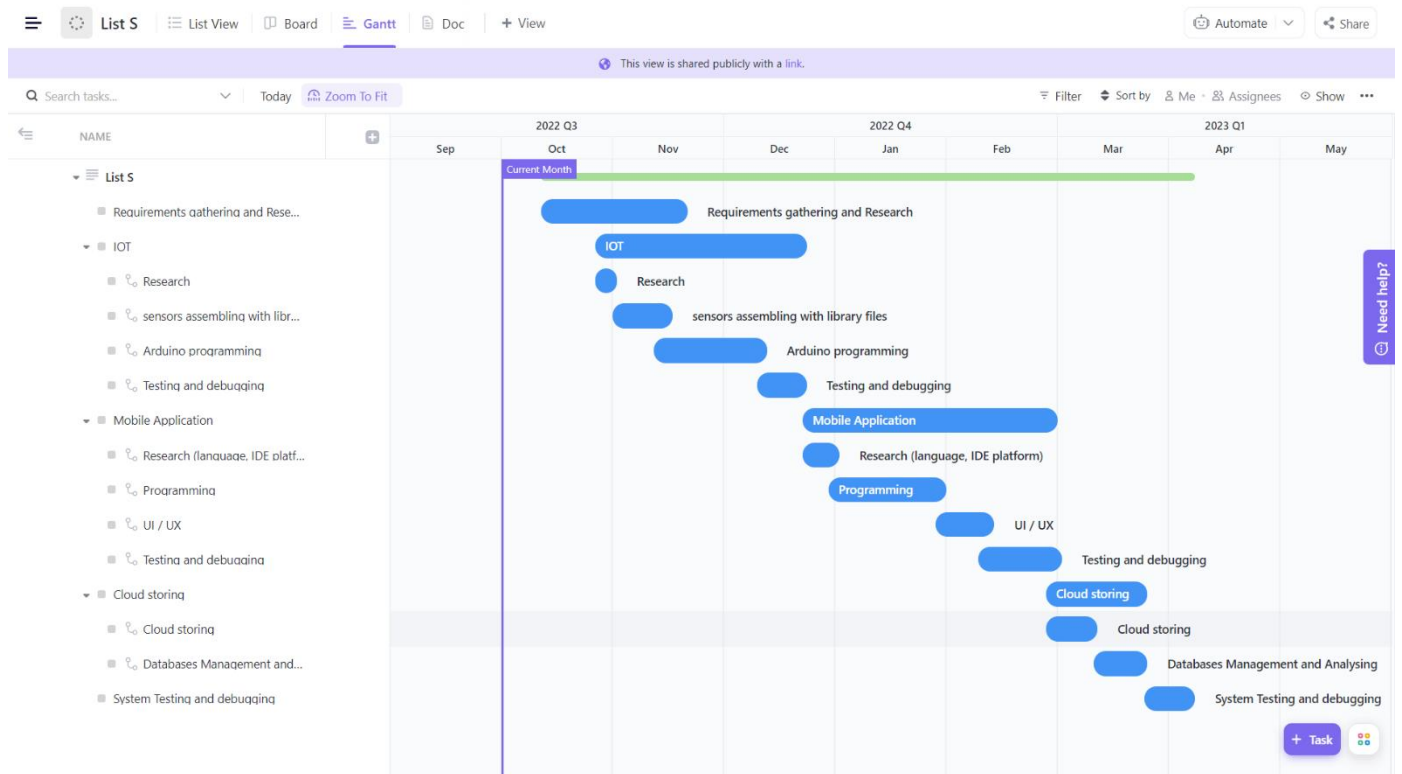 List S List View Board Gantt Doc + View Automate Share
This view is shared publicly with a link.
Search tasks... Today Zoom To Fit Filter Sort by Me · Assignees Show
NAME 2022 Q3 2022 Q4 2023 Q1
Sep Oct Nov Dec Jan Feb Mar Apr May
List S Current Month
Requirements gathering and Rese... Requirements gathering and Research
IOT IOT
Research Research
sensors assembling with libr... sensors assembling with library files
Arduino programming Arduino programming
Testing and debugging Testing and debugging
Mobile Application Mobile Application
Research (language, IDE platf... Research (language, IDE platform)
Programming Programming
UI / UX UI / UX
Testing and debugging Testing and debugging
Cloud storing Cloud storing
Cloud storing Cloud storing
Databases Management and... Databases Management and Analysing
System Testing and debugging System Testing and debugging
+ Task
Need help?